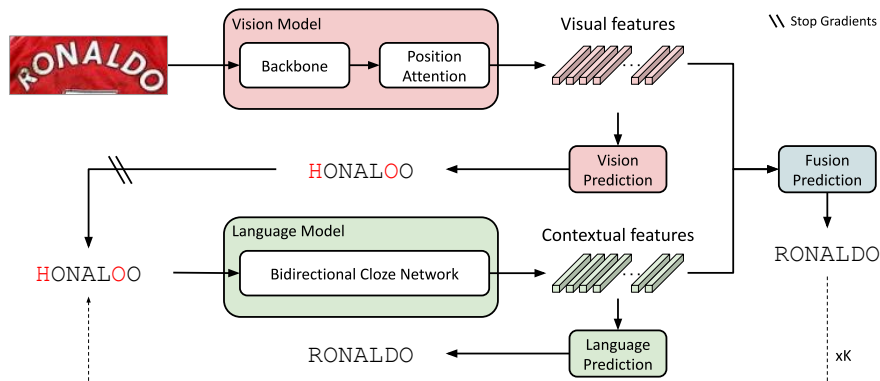 Vision Model
Visual features
Stop Gradients
RONALDO
Backbone
Position
Attention
...
Vision
Prediction
HONALOO
Fusion
Prediction
Language Model
Contextual features
RONALDO
HONALOO
Bidirectional Cloze Network
...
RONALDO
Language
Prediction
xK